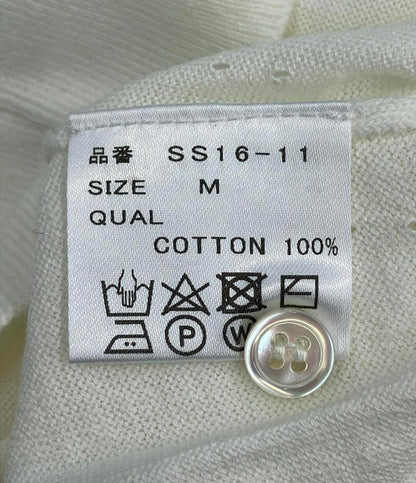 品番 SS16-11
SIZE M
QUAL
COTTON 100%
P W